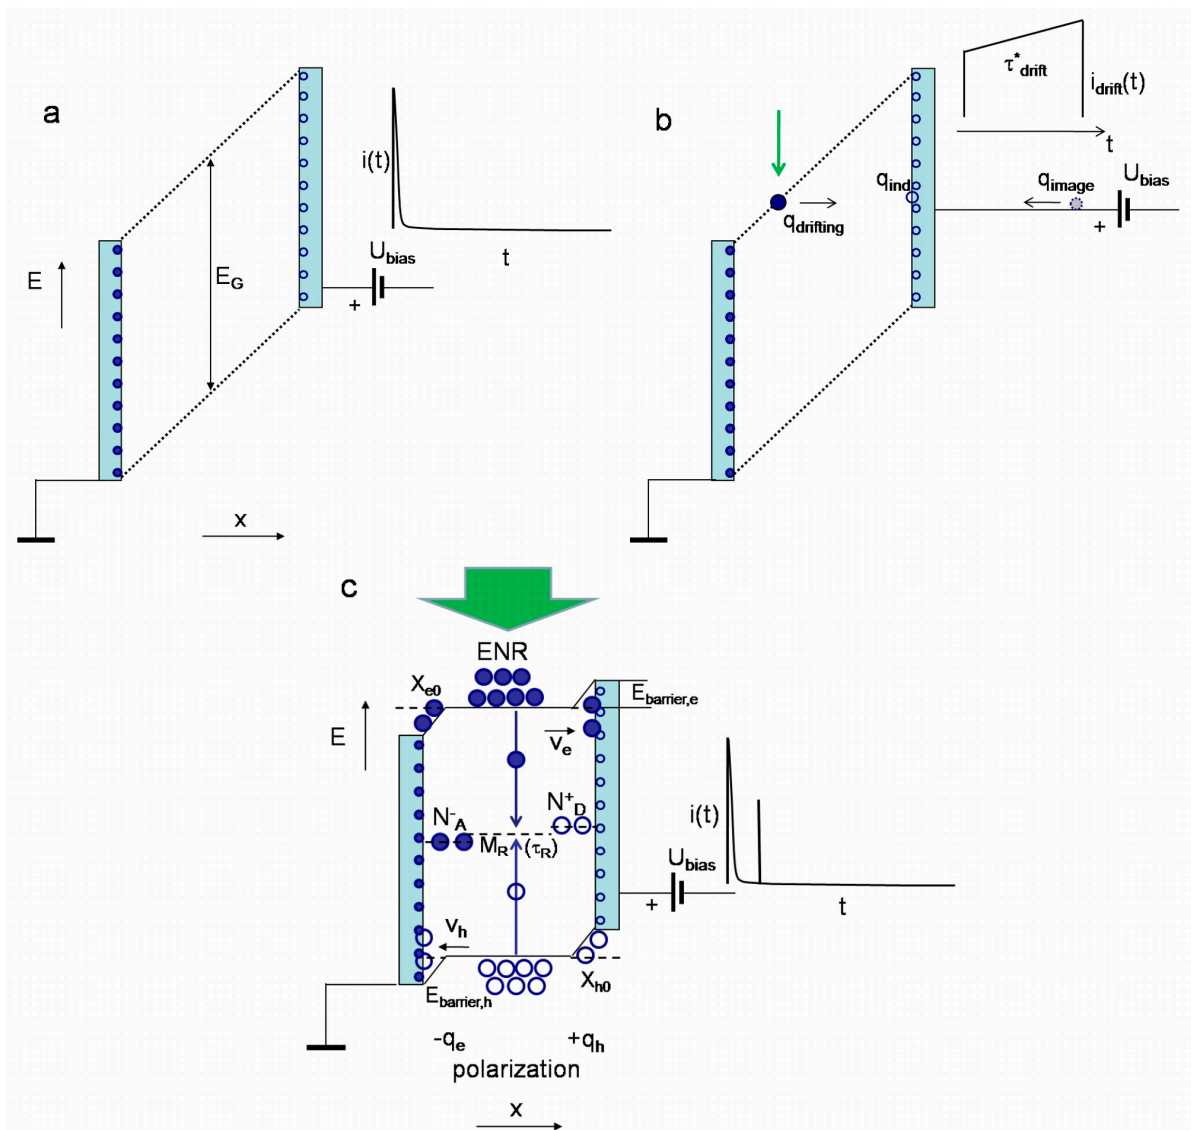 a
i(t)
t
E
E_G
U_bias
+
x
b
τ*_drift
i_drift(t)
t
q_ind
q_image
U_bias
q_drifting
+
c
ENR
X_e0
E_barrier,e
E
v_e
N^-_A
N^+_D
M_R (τ_R)
i(t)
U_bias
+
t
v_h
X_h0
E_barrier,h
-q_e +q_h
polarization
x